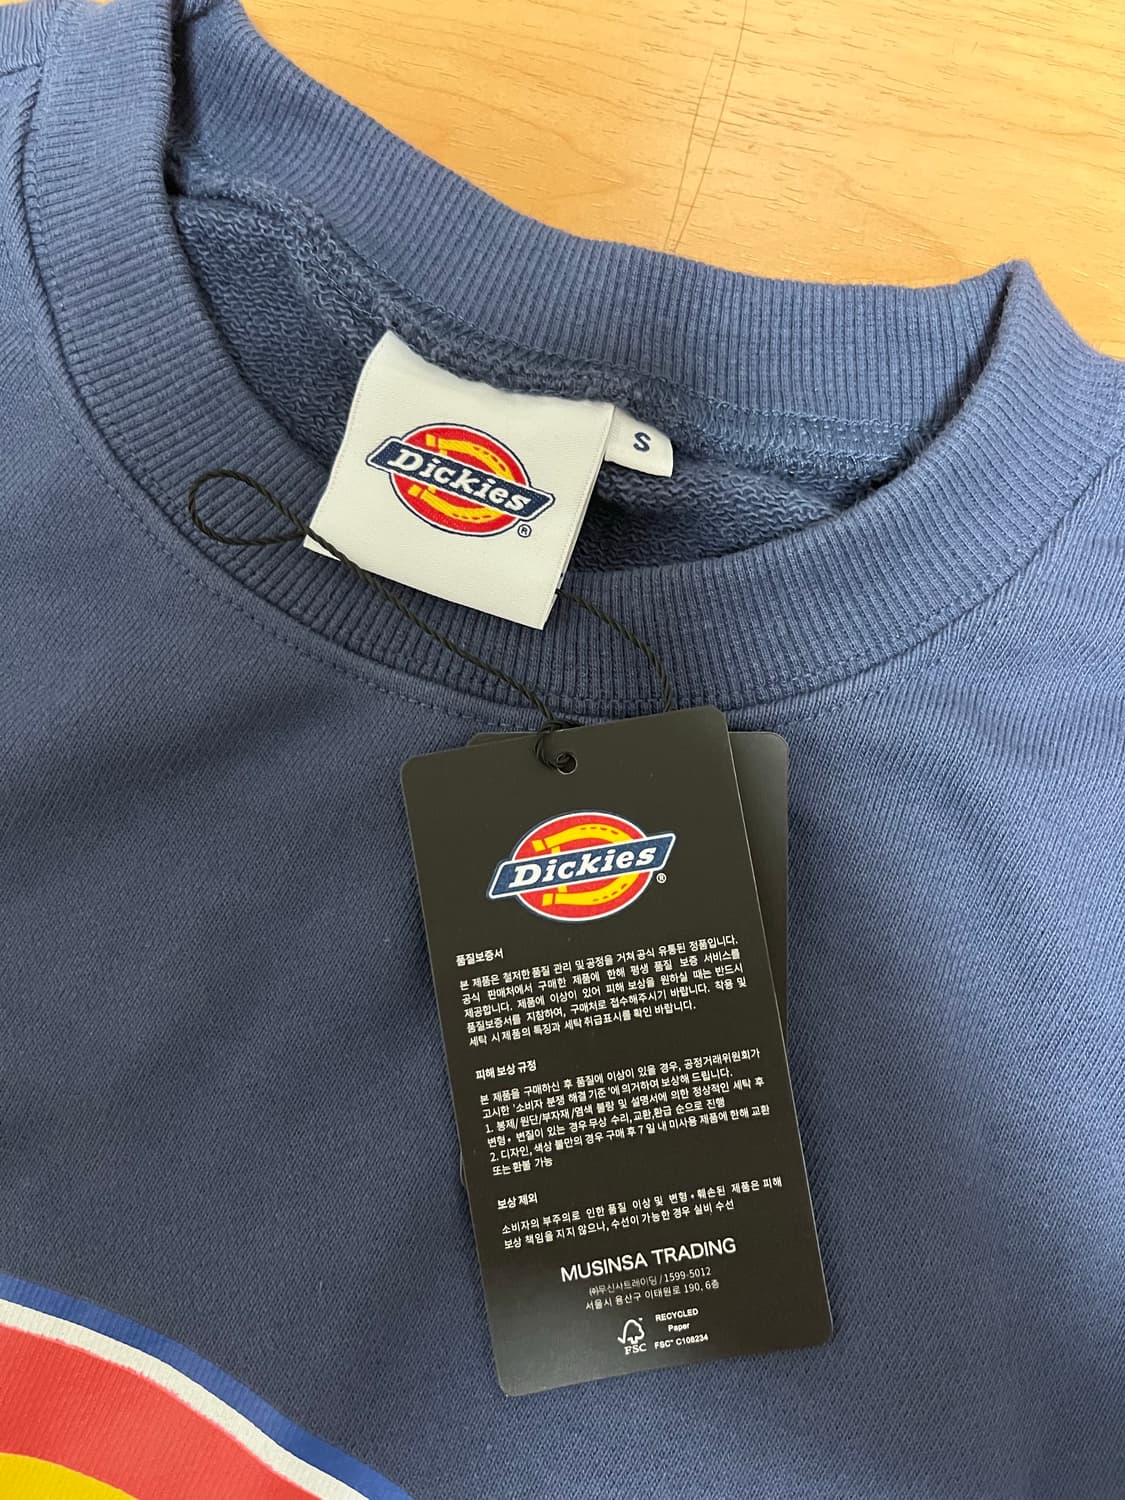 Dickies
®
S
Dickies
®
품질보증서
본 제품은 철저한 품질 관리 및 공정을 거쳐 공식 유통된 정품입니다.
공식 판매처에서 구매한 제품에 한해 평생 품질 보증 서비스를
제공합니다. 제품에 이상이 있어 피해 보상을 원하실 때는 반드시
품질보증서를 지참하여, 구매처로 접수해주시기 바랍니다. 착용 및
세탁 시 제품의 특징과 세탁 취급표시를 확인 바랍니다.
피해 보상 규정
본 제품을 구매하신 후 품질에 이상이 있을 경우, 공정거래위원회가
고시한 '소비자 분쟁 해결 기준'에 의거하여 보상해 드립니다.
1. 봉제/원단/부자재/염색 불량 및 설명서에 의한 정상적인 세탁 후
변형•변질이 있는 경우 무상 수리,교환,환급 순으로 진행
2. 디자인, 색상 불만의 경우 구매 후 7일 내 미사용 제품에 한해 교환
또는 환불 가능
보상 제외
소비자의 부주의로 인한 품질 이상 및 변형•훼손된 제품은 피해
보상 책임을 지지 않으나, 수선이 가능한 경우 실비 수선
MUSINSA TRADING
㈜무신사트레이딩 / 1599-5012
서울시 용산구 이태원로 190, 6층
RECYCLED
Paper
FSC™ C108234
FSC